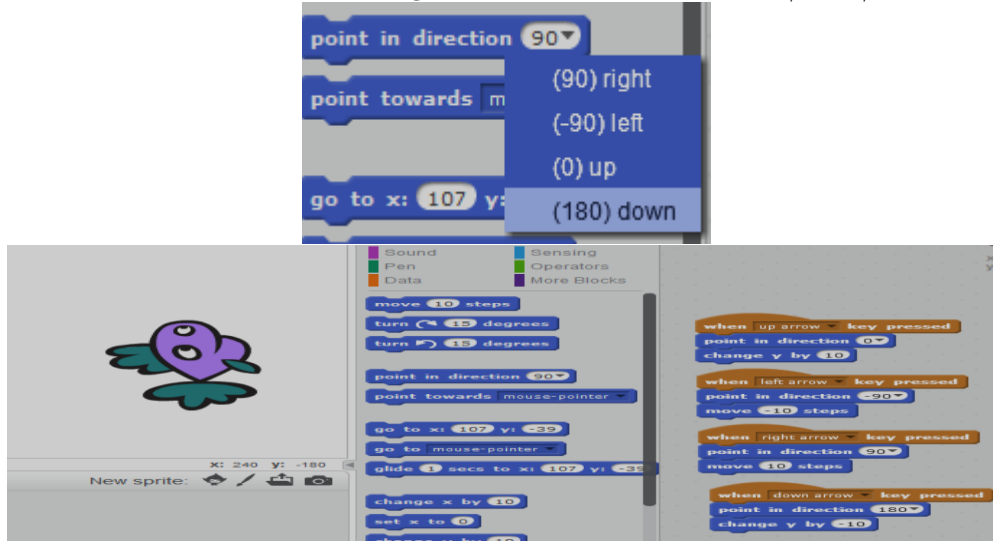 point in direction 90
(90) right
(-90) left
(0) up
(180) down
point towards m
go to x: 107 y:
Sound
Pen
Data
Sensing
Operators
More Blocks
move 10 steps
turn 15 degrees
turn 15 degrees
point in direction 90
point towards mouse-pointer
go to x: 107 y: -39
go to mouse-pointer
glide 1 secs to x: 107 y: -39
change x by 10
set x to 0
x
y
when up arrow key pressed
point in direction 0
change y by 10
when left arrow key pressed
point in direction -90
move -10 steps
when right arrow key pressed
point in direction 90
move 10 steps
when down arrow key pressed
point in direction 180
change y by -10
X: 240 y: -180
New sprite: